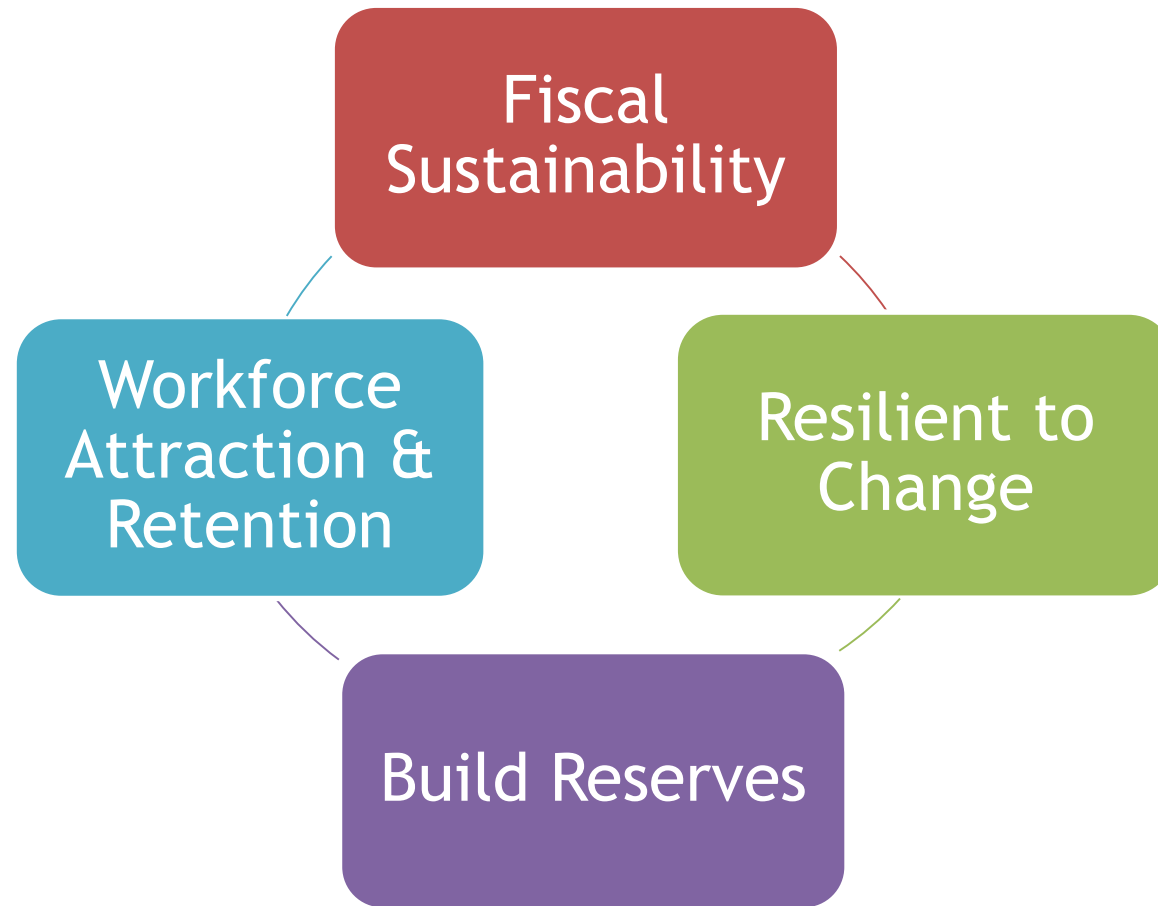 Fiscal
Sustainability
Workforce
Attraction &
Retention
Resilient to
Change
Build Reserves